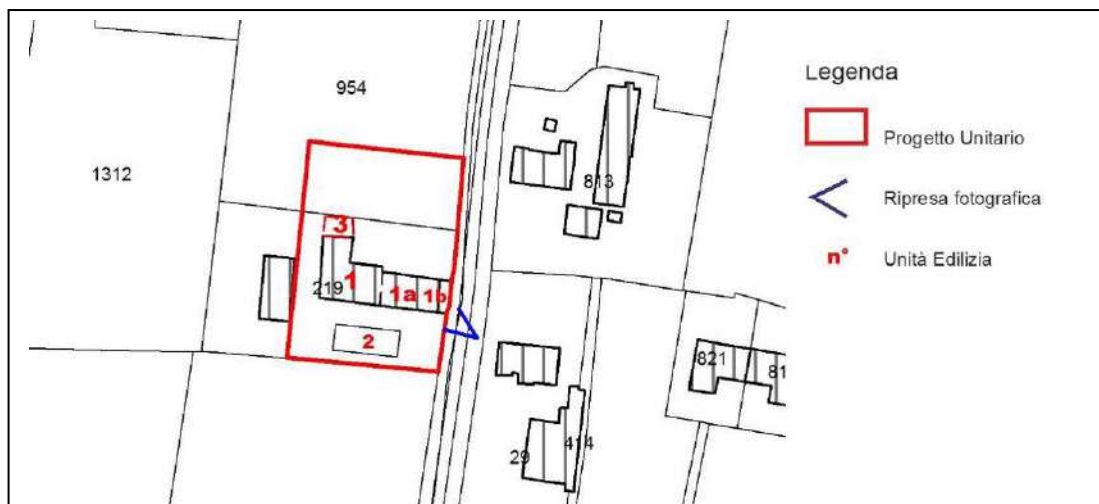 954
1312
813
3
1
219
1a
1b
2
821
81
29
414
Legenda
Progetto Unitario
Ripresa fotografica
n° Unità Edilizia